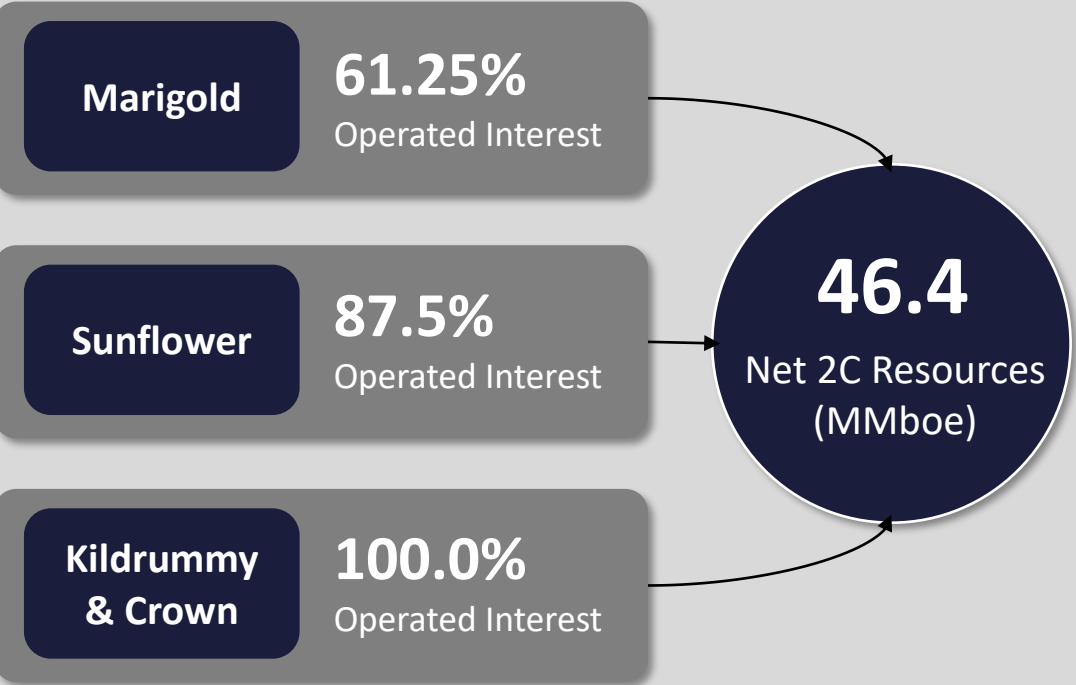 Marigold
61.25%
Operated Interest
Sunflower
87.5%
Operated Interest
Kildrummy
& Crown
100.0%
Operated Interest
46.4
Net 2C Resources
(MMboe)